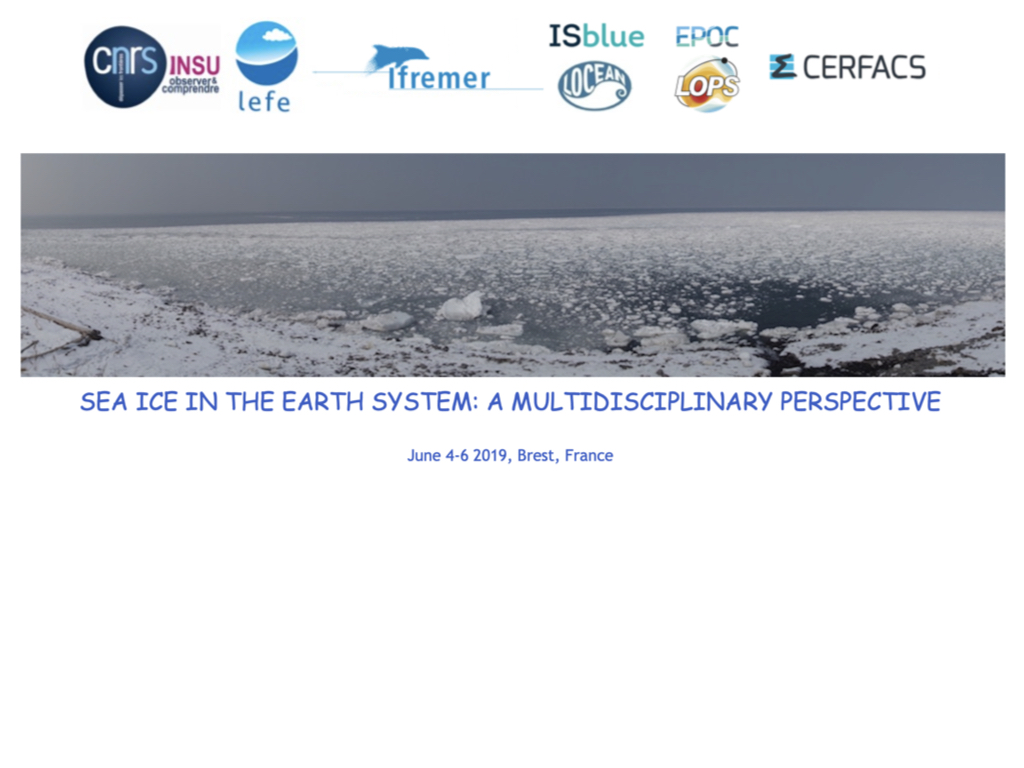 cnrs
INSU
observer &
comprendre
lefe
Ifremer
ISblue
LOCEAN
EPOC
LOPS
CERFACS
SEA ICE IN THE EARTH SYSTEM: A MULTIDISCIPLINARY PERSPECTIVE
June 4-6 2019, Brest, France